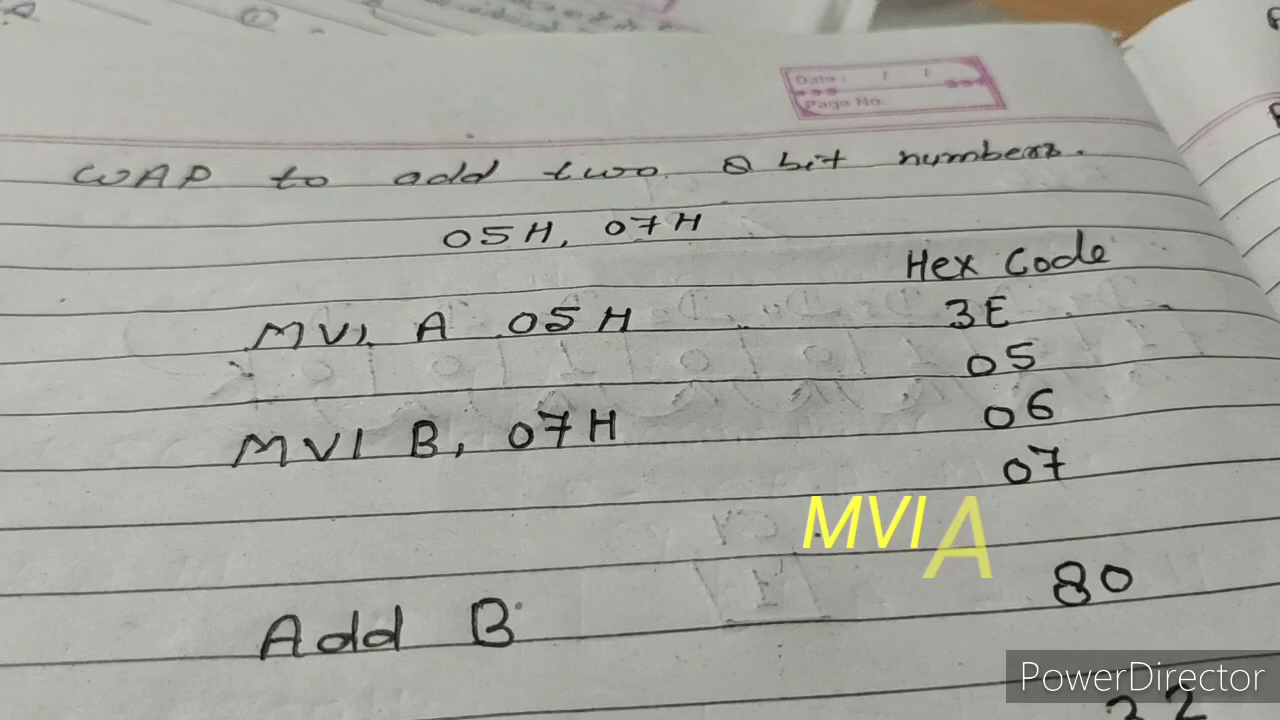 Date: / /
Page No.
WAP to add two 8 bit numbers.
05H, 07H
Hex Code
MVI A 05H 3E
05
MVI B, 07H 06
07
MVI A
Add B 80
PowerDirector
32